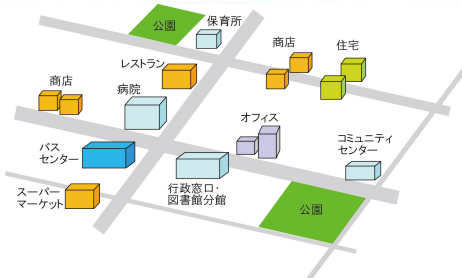 保育所
公園
商店
住宅
レストラン
商店
病院
オフィス
バス
センター
コミュニティ
センター
行政窓口・
図書館分館
スーパー
マーケット
公園